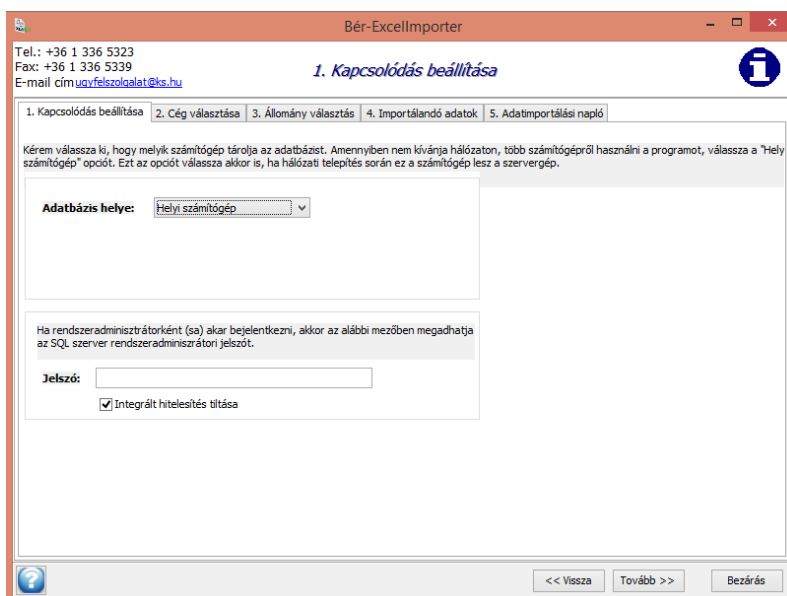 Bér-ExcelImporter
Tel.: +36 1 336 5323
Fax: +36 1 336 5339
E-mail cím ugyfelszolgalat@ks.hu
1. Kapcsolódás beállítása
1. Kapcsolódás beállítása
2. Cég választása
3. Állomány választás
4. Importálandó adatok
5. Adatimportálási napló
Kérem válassza ki, hogy melyik számítógép tárolja az adatbázist. Amennyiben nem kívánja hálózaton, több számítógépről használni a programot, válassza a "Hely
számítógép" opciót. Ezt az opciót válassza akkor is, ha hálózati telepítés során ez a számítógép lesz a szervergép.
Adatbázis helye:
Helyi számítógép
Ha rendszeradminisztrátorként (sa) akar bejelentkezni, akkor az alábbi mezőben megadhatja
az SQL szerver rendszeradminiszrátori jelszót.
Jelszó:
Integrált hitelesítés tiltása
<< Vissza
Tovább >>
Bezárás